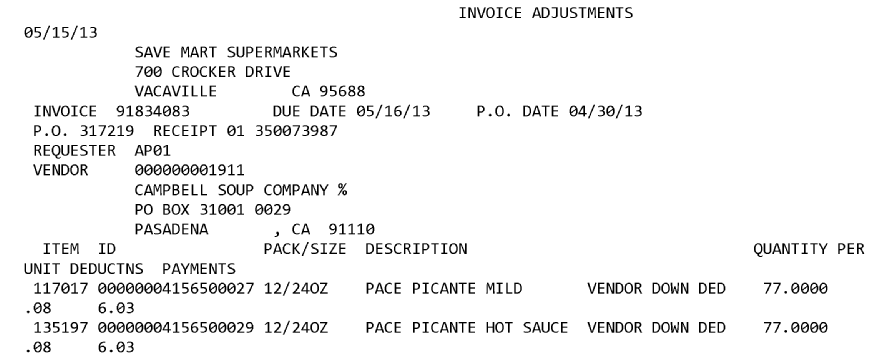 INVOICE ADJUSTMENTS
05/15/13
SAVE MART SUPERMARKETS
700 CROCKER DRIVE
VACAVILLE CA 95688
INVOICE 91834083 DUE DATE 05/16/13 P.O. DATE 04/30/13
P.O. 317219 RECEIPT 01 350073987
REQUESTER AP01
VENDOR 000000001911
CAMPBELL SOUP COMPANY %
PO BOX 31001 0029
PASADENA , CA 91110
ITEM ID PACK/SIZE DESCRIPTION QUANTITY PER
UNIT DEDUCTNS PAYMENTS
117017 00000004156500027 12/24OZ PACE PICANTE MILD VENDOR DOWN DED 77.0000
.08 6.03
135197 00000004156500029 12/24OZ PACE PICANTE HOT SAUCE VENDOR DOWN DED 77.0000
.08 6.03